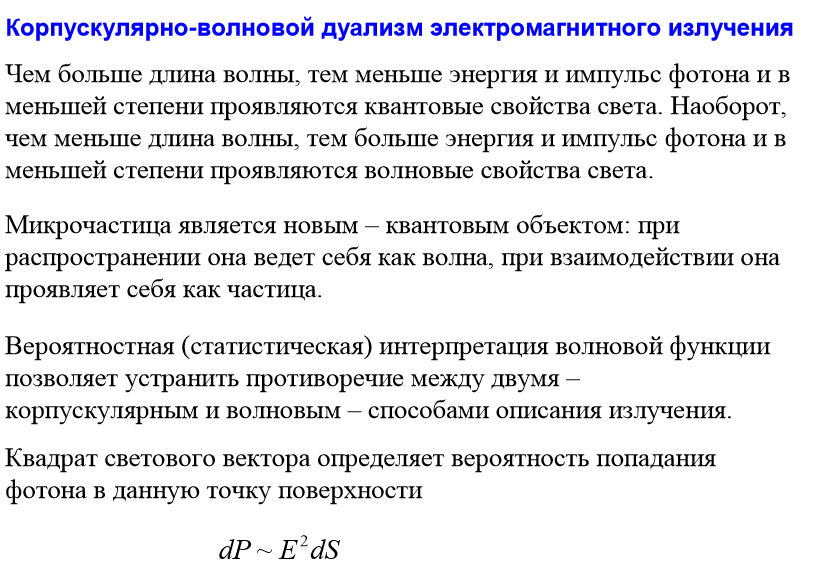 Корпускулярно-волновой дуализм электромагнитного излучения
Чем больше длина волны, тем меньше энергия и импульс фотона и в
меньшей степени проявляются квантовые свойства света. Наоборот,
чем меньше длина волны, тем больше энергия и импульс фотона и в
меньшей степени проявляются волновые свойства света.
Микрочастица является новым – квантовым объектом: при
распространении она ведет себя как волна, при взаимодействии она
проявляет себя как частица.
Вероятностная (статистическая) интерпретация волновой функции
позволяет устранить противоречие между двумя –
корпускулярным и волновым – способами описания излучения.
Квадрат светового вектора определяет вероятность попадания
фотона в данную точку поверхности
dP ~ E²dS